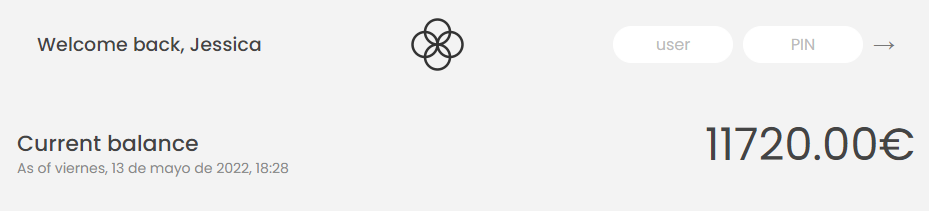 Welcome back, Jessica
user
PIN
→
Current balance
As of viernes, 13 de mayo de 2022, 18:28
11720.00€